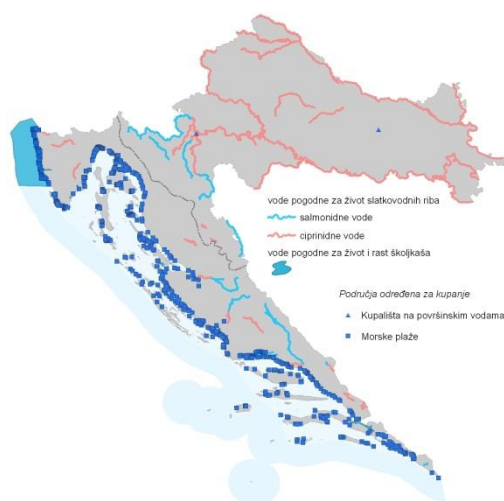 vode pogodne za život slatkovodnih riba
salmonidne vode
ciprinidne vode
vode pogodne za život i rast školjkaša
Područja određena za kupanje
Kupališta na površinskim vodama
Morske plaže